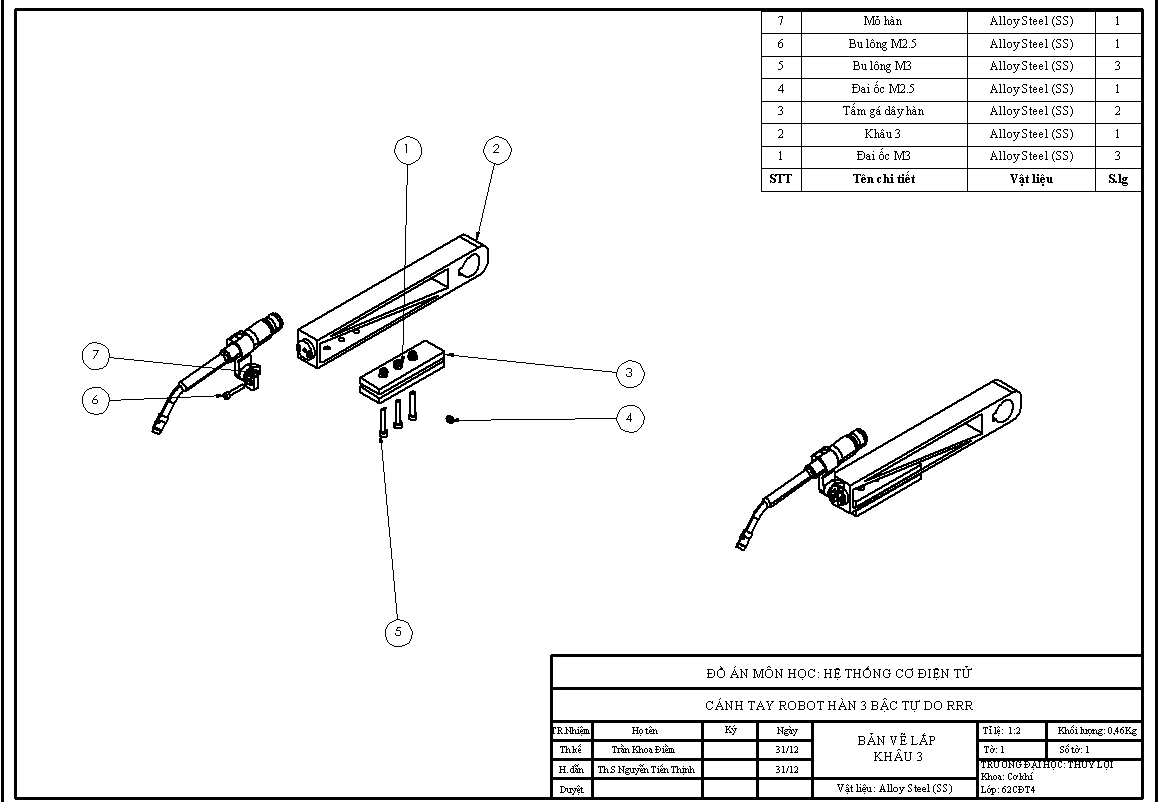 7 Mỏ hàn Alloy Steel (SS) 1
6 Bu lông M2.5 Alloy Steel (SS) 1
5 Bu lông M3 Alloy Steel (SS) 3
4 Đai ốc M2.5 Alloy Steel (SS) 1
3 Tấm gá dây hàn Alloy Steel (SS) 2
2 Khâu 3 Alloy Steel (SS) 1
1 Đai ốc M3 Alloy Steel (SS) 3
STT Tên chi tiết Vật liệu S.lg
1
2
7
3
6
4
5
ĐỒ ÁN MÔN HỌC: HỆ THỐNG CƠ ĐIỆN TỬ
CÁNH TAY ROBOT HÀN 3 BẬC TỰ DO RRR
TR.Nhiệm Họ tên Ký Ngày
Th.kế Trần Khoa Điềm 31/12
H.dẫn Th.S Nguyễn Tiến Thịnh 31/12
Duyệt
BẢN VẼ LẮP
KHÂU 3
Vật liệu: Alloy Steel (SS)
Tỉ lệ: 1:2 Khối lượng: 0,46Kg
Tờ: 1 Số tờ: 1
TRƯỜNG ĐẠI HỌC: THỦY LỢI
Khoa: Cơ khí
Lớp: 62CĐT4